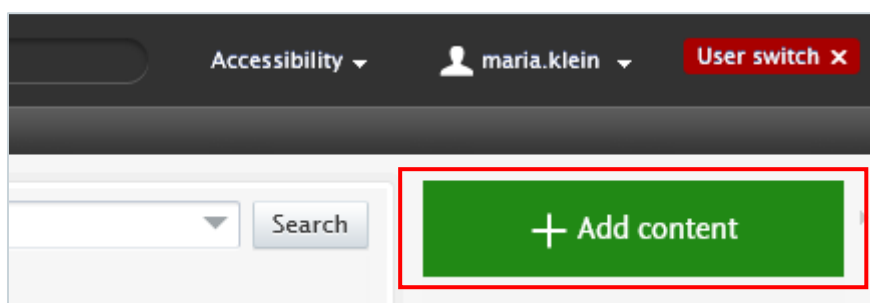 Accessibility maria.klein User switch ×
Search + Add content